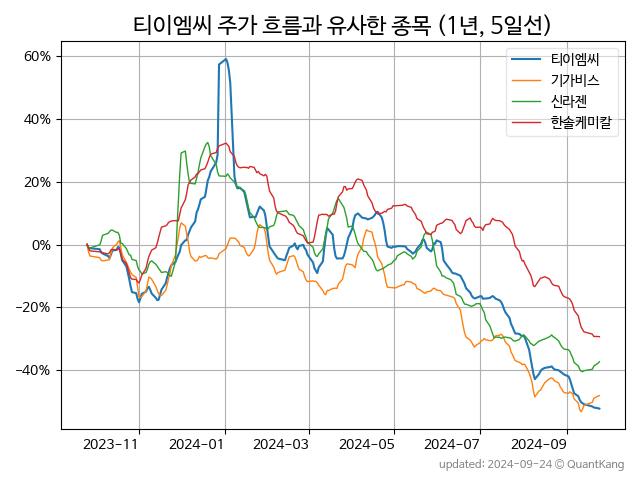 티이엠씨 주가 흐름과 유사한 종목 (1년, 5일선)
티이엠씨
기가비스
신라젠
한솔케미칼
60%
40%
20%
0%
−20%
−40%
2023-11 2024-01 2024-03 2024-05 2024-07 2024-09
updated: 2024-09-24 © QuantKang